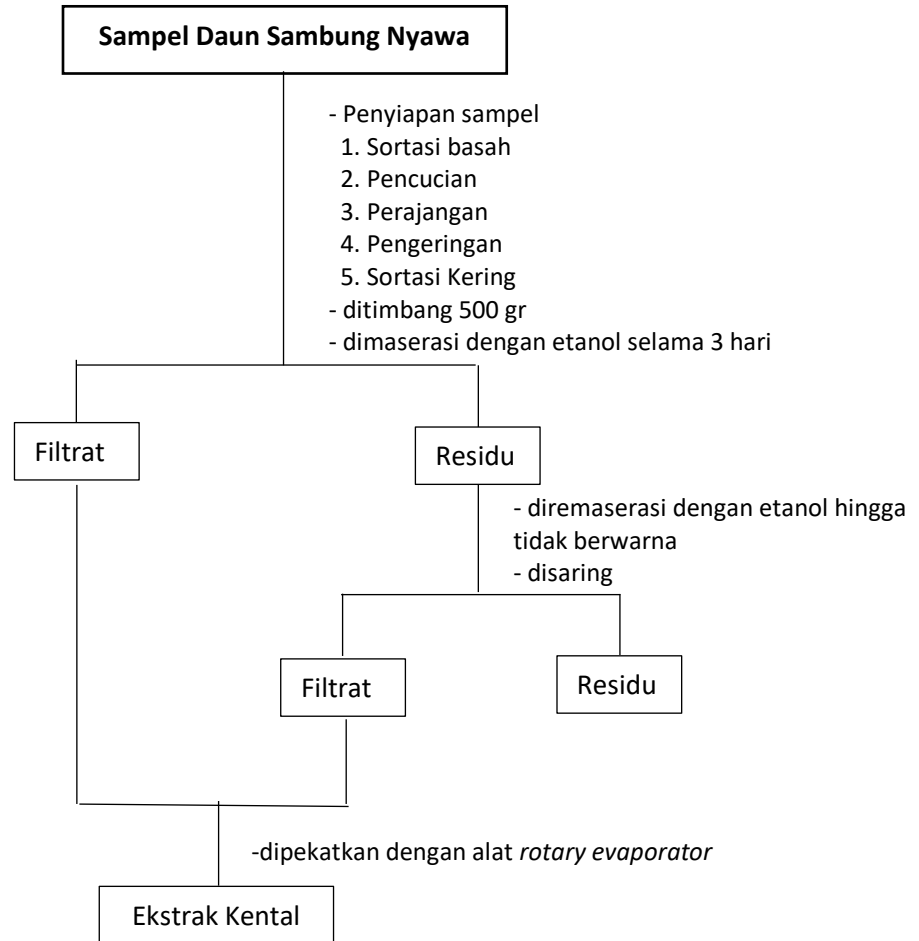 Sampel Daun Sambung Nyawa
- Penyiapan sampel
1. Sortasi basah
2. Pencucian
3. Perajangan
4. Pengeringan
5. Sortasi Kering
- ditimbang 500 gr
- dimaserasi dengan etanol selama 3 hari
Filtrat
Residu
- diremaserasi dengan etanol hingga
tidak berwarna
- disaring
Filtrat
Residu
-dipekatkan dengan alat rotary evaporator
Ekstrak Kental